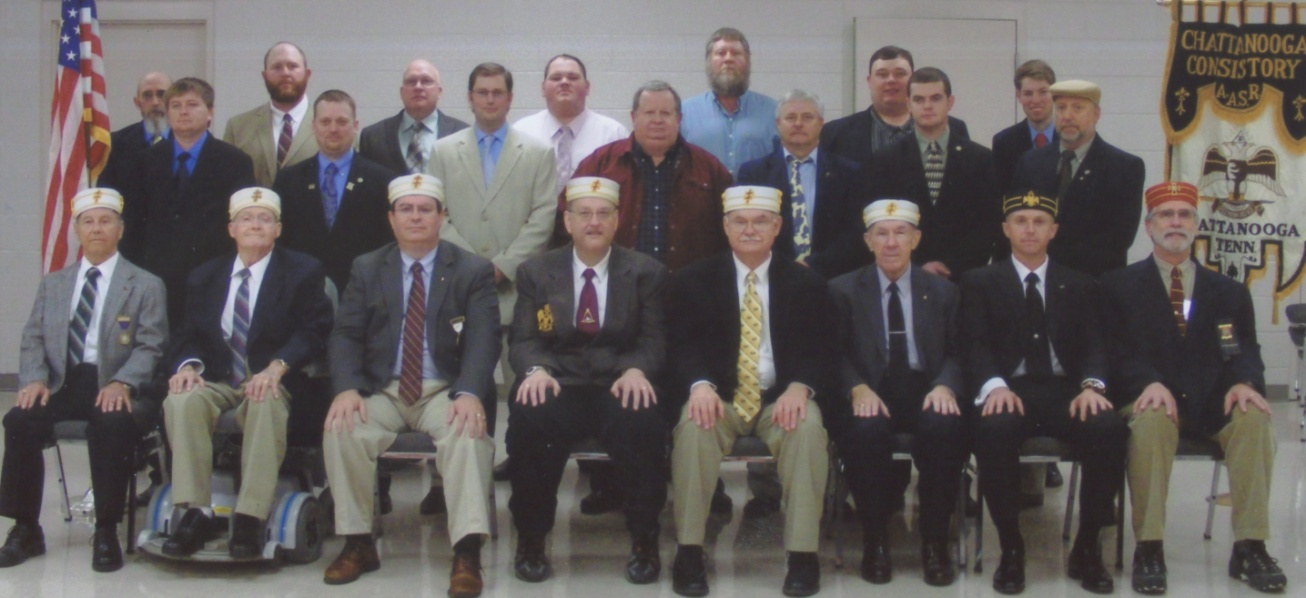 CHATTANOOGA
CONSISTORY
A.A.S.R.
CHATTANOOGA
TENN.